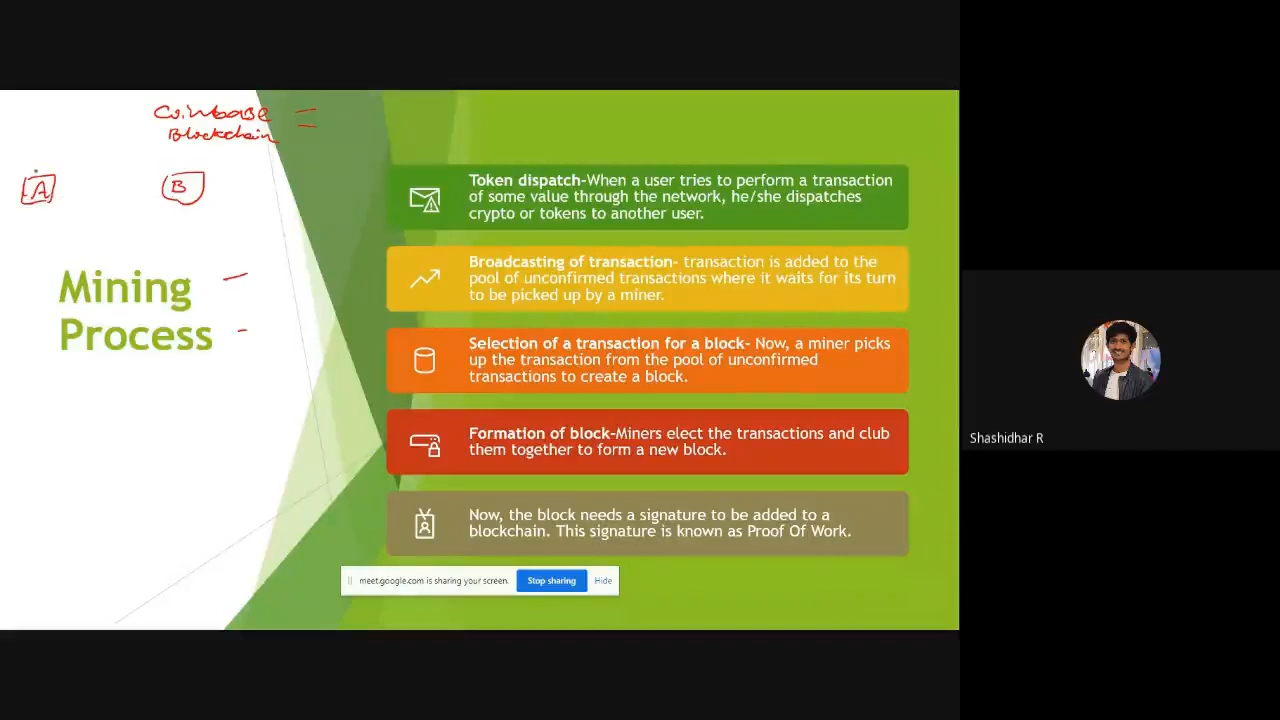 Coinbase
Blockchain
A
B
Mining
Process
Token dispatch-When a user tries to perform a transaction
of some value through the network, he/she dispatches
crypto or tokens to another user.
Broadcasting of transaction- transaction is added to the
pool of unconfirmed transactions where it waits for its turn
to be picked up by a miner.
Selection of a transaction for a block- Now, a miner picks
up the transaction from the pool of unconfirmed
transactions to create a block.
Formation of block-Miners elect the transactions and club
them together to form a new block.
Now, the block needs a signature to be added to a
blockchain. This signature is known as Proof Of Work.
meet.google.com is sharing your screen. Stop sharing Hide
Shashidhar R